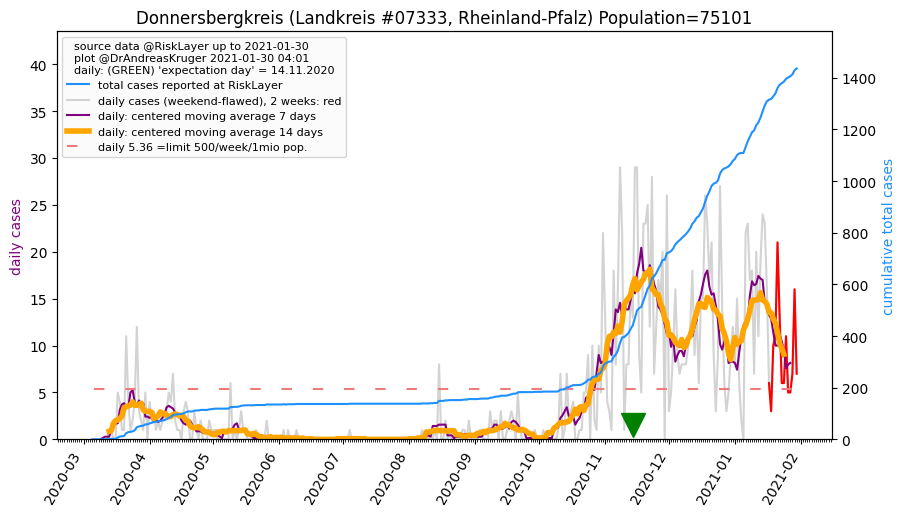 Donnersbergkreis (Landkreis #07333, Rheinland-Pfalz) Population=75101
source data @RiskLayer up to 2021-01-30
plot @DrAndreasKruger 2021-01-30 04:01
daily: (GREEN) 'expectation day' = 14.11.2020
total cases reported at RiskLayer
daily cases (weekend-flawed), 2 weeks: red
daily: centered moving average 7 days
daily: centered moving average 14 days
daily 5.36 =limit 500/week/1mio pop.
daily cases
40
35
30
25
20
15
10
5
0
1400
1200
1000
800
600
400
200
0
cumulative total cases
2020-03
2020-04
2020-05
2020-06
2020-07
2020-08
2020-09
2020-10
2020-11
2020-12
2021-01
2021-02